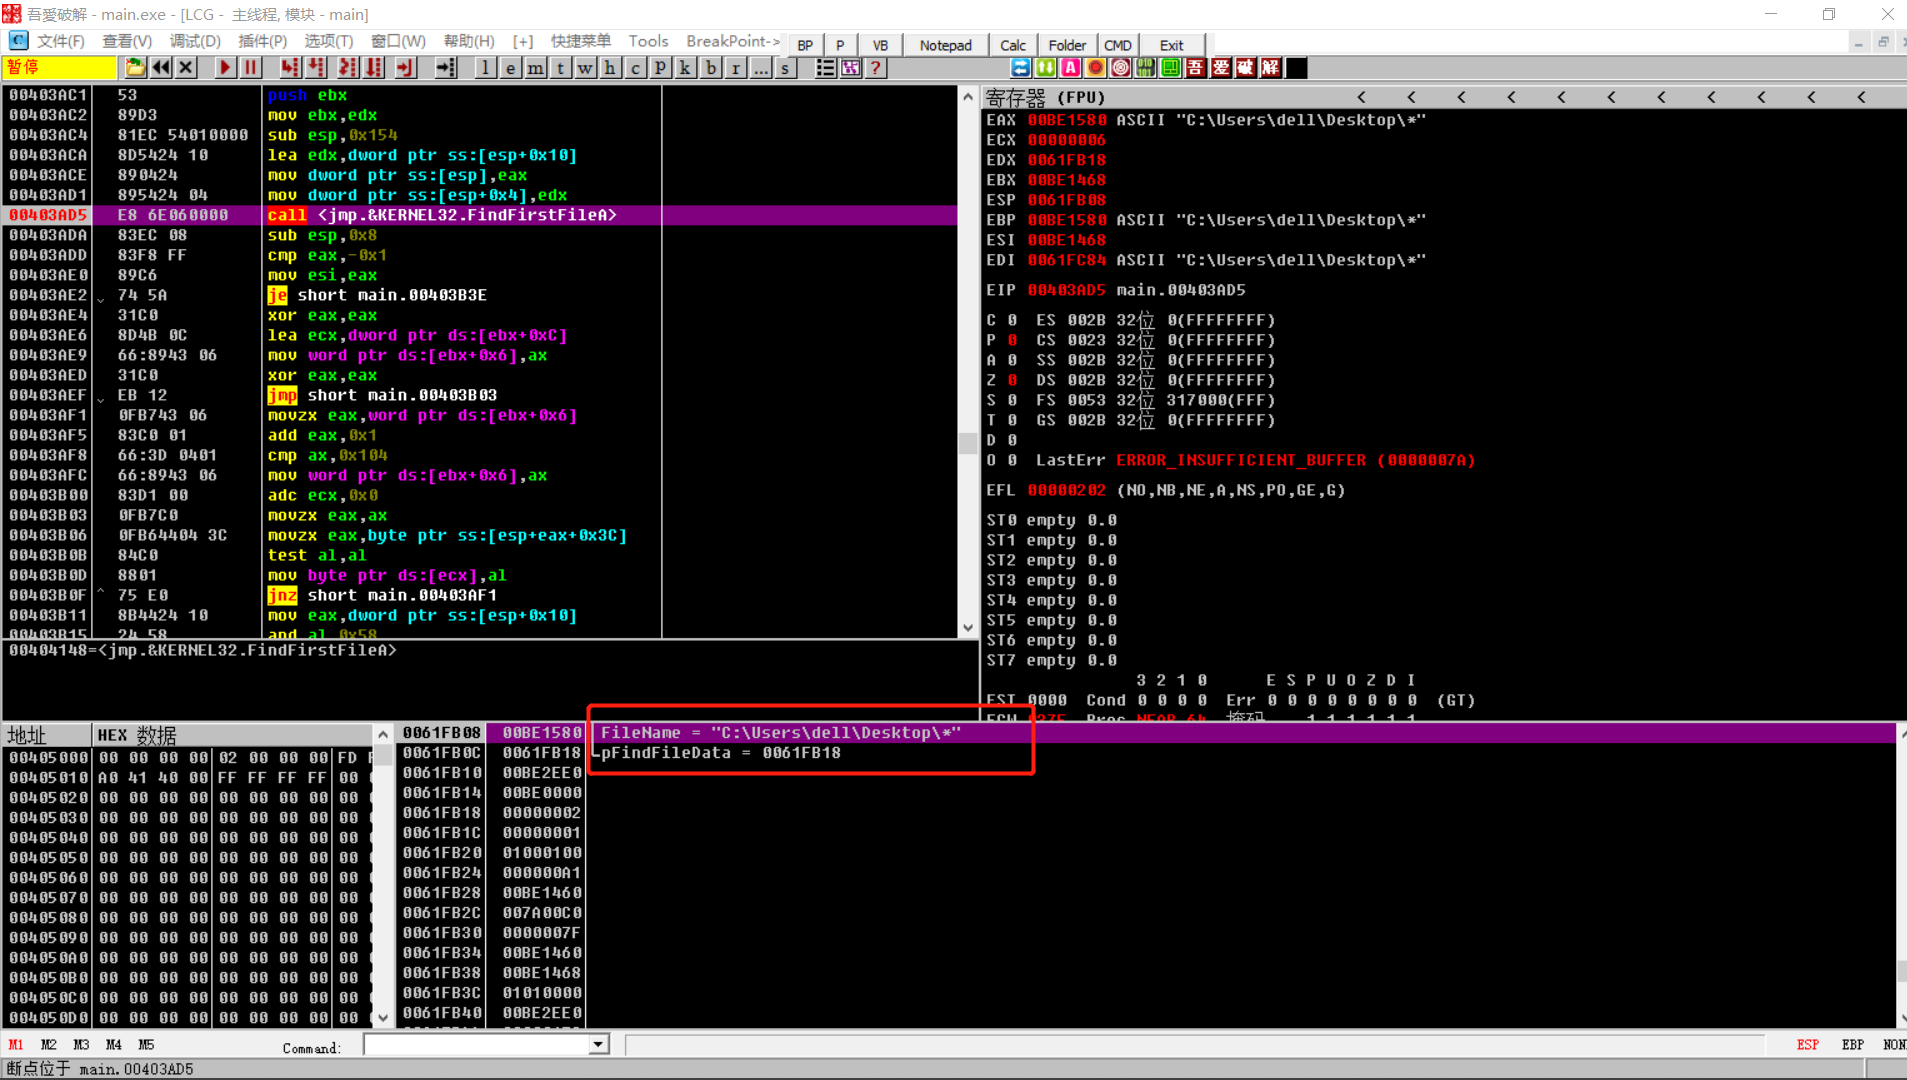 吾愛破解 - main.exe - [LCG - 主线程, 模块 - main]
文件(F) 查看(V) 调试(D) 插件(P) 选项(T) 窗口(W) 帮助(H) [+] 快捷菜单 Tools BreakPoint-> BP P VB Notepad Calc Folder CMD Exit
暂停 l e m t w h c P k b r ... s ? 吾 爱 破 解
00403AC1 53 push ebx
00403AC2 89D3 mov ebx,edx
00403AC4 81EC 54010000 sub esp,0x154
00403ACA 8D5424 10 lea edx,dword ptr ss:[esp+0x10]
00403ACE 890424 mov dword ptr ss:[esp],eax
00403AD1 895424 04 mov dword ptr ss:[esp+0x4],edx
00403AD5 E8 6E060000 call <jmp.&KERNEL32.FindFirstFileA>
00403ADA 83EC 08 sub esp,0x8
00403ADD 83F8 FF cmp eax,-0x1
00403AE0 89C6 mov esi,eax
00403AE2 74 5A je short main.00403B3E
00403AE4 31C0 xor eax,eax
00403AE6 8D4B 0C lea ecx,dword ptr ds:[ebx+0xC]
00403AE9 66:8943 06 mov word ptr ds:[ebx+0x6],ax
00403AED 31C0 xor eax,eax
00403AEF EB 12 jmp short main.00403B03
00403AF1 0FB743 06 movzx eax,word ptr ds:[ebx+0x6]
00403AF5 83C0 01 add eax,0x1
00403AF8 66:3D 0401 cmp ax,0x104
00403AFC 66:8943 06 mov word ptr ds:[ebx+0x6],ax
00403B00 83D1 00 adc ecx,0x0
00403B03 0FB7C0 movzx eax,ax
00403B06 0FB64404 3C movzx eax,byte ptr ss:[esp+eax+0x3C]
00403B0B 84C0 test al,al
00403B0D 8801 mov byte ptr ds:[ecx],al
00403B0F 75 E0 jnz short main.00403AF1
00403B11 8B4424 10 mov eax,dword ptr ss:[esp+0x10]
00403B15 24 58 and al,0x58
00404148=<jmp.&KERNEL32.FindFirstFileA>
寄存器 (FPU) < < < < < < < < < < <
EAX 00BE1580 ASCII "C:\Users\dell\Desktop\*"
ECX 00000006
EDX 0061FB18
EBX 00BE1468
ESP 0061FB08
EBP 00BE1580 ASCII "C:\Users\dell\Desktop\*"
ESI 00BE1468
EDI 0061FC84 ASCII "C:\Users\dell\Desktop\*"
EIP 00403AD5 main.00403AD5
C 0 ES 002B 32位 0(FFFFFFFF)
P 0 CS 0023 32位 0(FFFFFFFF)
A 0 SS 002B 32位 0(FFFFFFFF)
Z 0 DS 002B 32位 0(FFFFFFFF)
S 0 FS 0053 32位 317000(FFF)
T 0 GS 002B 32位 0(FFFFFFFF)
D 0
O 0 LastErr ERROR_INSUFFICIENT_BUFFER (0000007A)
EFL 00000202 (NO,NB,NE,A,NS,PO,GE,G)
ST0 empty 0.0
ST1 empty 0.0
ST2 empty 0.0
ST3 empty 0.0
ST4 empty 0.0
ST5 empty 0.0
ST6 empty 0.0
ST7 empty 0.0
3 2 1 0 E S P U O Z D I
FST 0000 Cond 0 0 0 0 Err 0 0 0 0 0 0 0 0 (GT)
地址 HEX 数据
00405000 00 00 00 00 02 00 00 00 FD
00405010 A0 41 40 00 FF FF FF FF 00
00405020 00 00 00 00 00 00 00 00 00
00405030 00 00 00 00 00 00 00 00 00
00405040 00 00 00 00 00 00 00 00 00
00405050 00 00 00 00 00 00 00 00 00
00405060 00 00 00 00 00 00 00 00 00
00405070 00 00 00 00 00 00 00 00 00
00405080 00 00 00 00 00 00 00 00 00
00405090 00 00 00 00 00 00 00 00 00
004050A0 00 00 00 00 00 00 00 00 00
004050B0 00 00 00 00 00 00 00 00 00
004050C0 00 00 00 00 00 00 00 00 00
004050D0 00 00 00 00 00 00 00 00 00
0061FB08 00BE1580 FileName = "C:\Users\dell\Desktop\*"
0061FB0C 0061FB18 pFindFileData = 0061FB18
0061FB10 00BE2EE0
0061FB14 00BE0000
0061FB18 00000002
0061FB1C 00000001
0061FB20 01000100
0061FB24 000000A1
0061FB28 00BE1460
0061FB2C 007A00C0
0061FB30 0000007F
0061FB34 00BE1460
0061FB38 00BE1468
0061FB3C 01010000
0061FB40 00BE2EE0
M1 M2 M3 M4 M5 Command: ESP EBP NON
断点位于 main.00403AD5